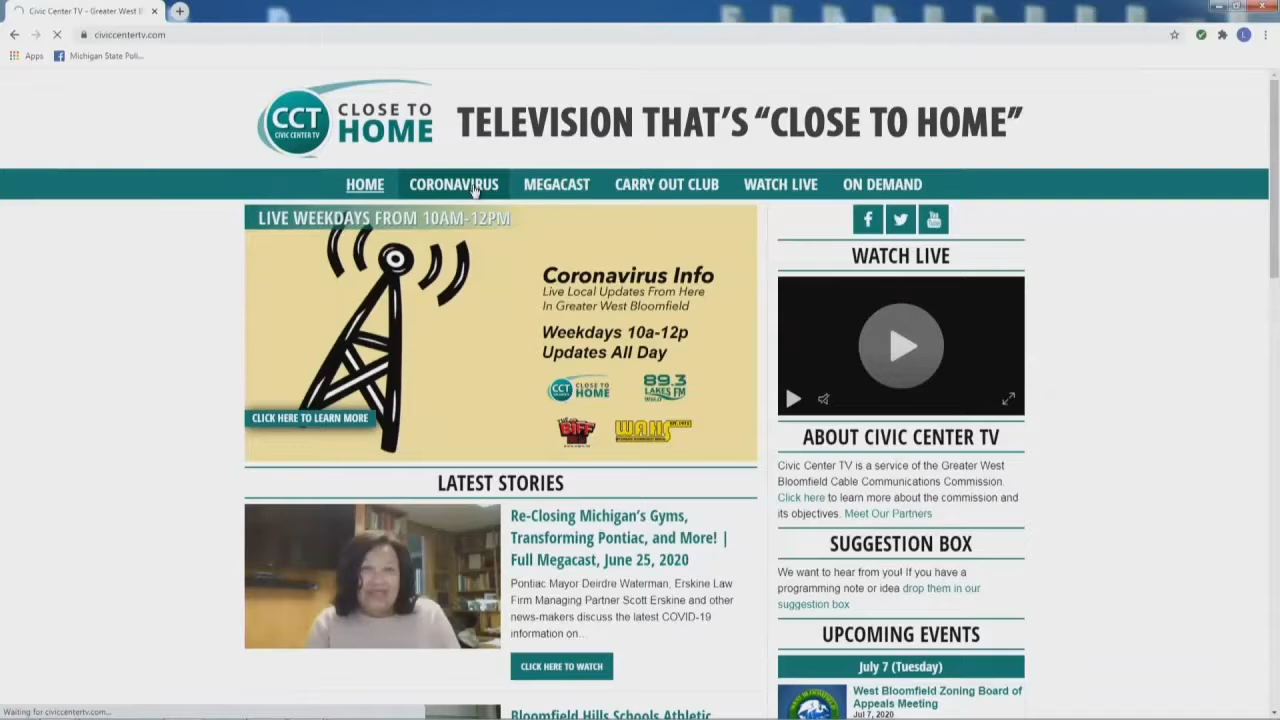 Civic Center TV – Greater West B
civiccentertv.com
Apps
Michigan State Poli...
CCT
CIVIC CENTER TV
CLOSE TO
HOME
TELEVISION THAT'S “CLOSE TO HOME”
HOME
CORONAVIRUS
MEGACAST
CARRY OUT CLUB
WATCH LIVE
ON DEMAND
LIVE WEEKDAYS FROM 10AM-12PM
Coronavirus Info
Live Local Updates From Here
In Greater West Bloomfield
Weekdays 10a-12p
Updates All Day
CCT
CLOSE TO
HOME
89.3
LAKES FM
BIFF
WAHS
CLICK HERE TO LEARN MORE
LATEST STORIES
Re-Closing Michigan's Gyms,
Transforming Pontiac, and More! |
Full Megacast, June 25, 2020
Pontiac Mayor Deirdre Waterman, Erskine Law
Firm Managing Partner Scott Erskine and other
news-makers discuss the latest COVID-19
information on...
CLICK HERE TO WATCH
Bloomfield Hills Schools Athletic
WATCH LIVE
ABOUT CIVIC CENTER TV
Civic Center TV is a service of the Greater West
Bloomfield Cable Communications Commission.
Click here to learn more about the commission and
its objectives. Meet Our Partners
SUGGESTION BOX
We want to hear from you! If you have a
programming note or idea drop them in our
suggestion box
UPCOMING EVENTS
July 7 (Tuesday)
West Bloomfield Zoning Board of
Appeals Meeting
Jul 7, 2020
Waiting for civiccentertv.com...